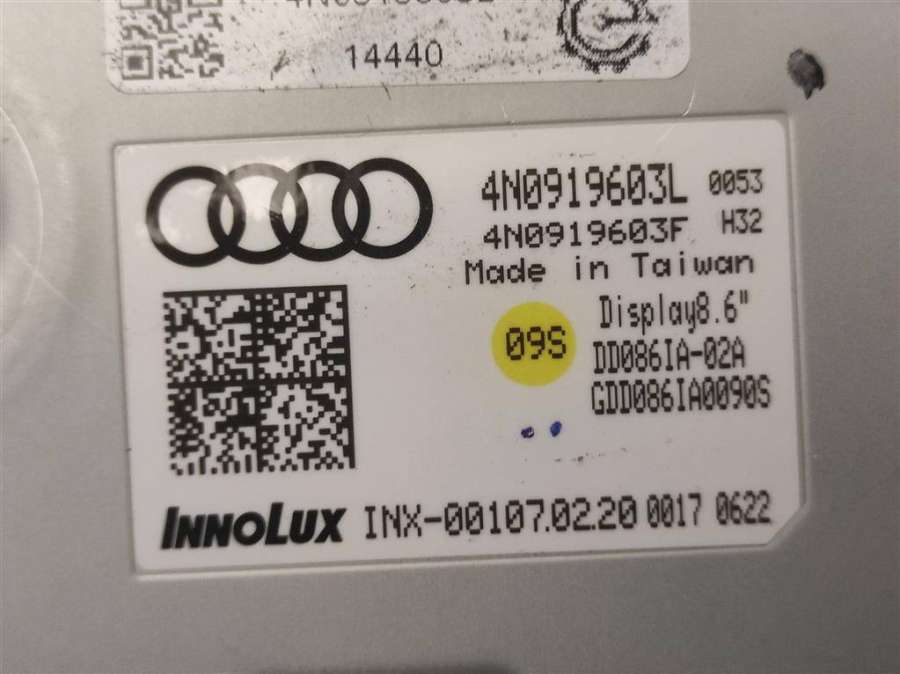 14440
4N0919603L 0053
4N0919603F H32
Made in Taiwan
Display8.6"
09S
DD086IA-02A
GDD086IA0090S
INNOLUX INX-00107.02.20 0017 0622